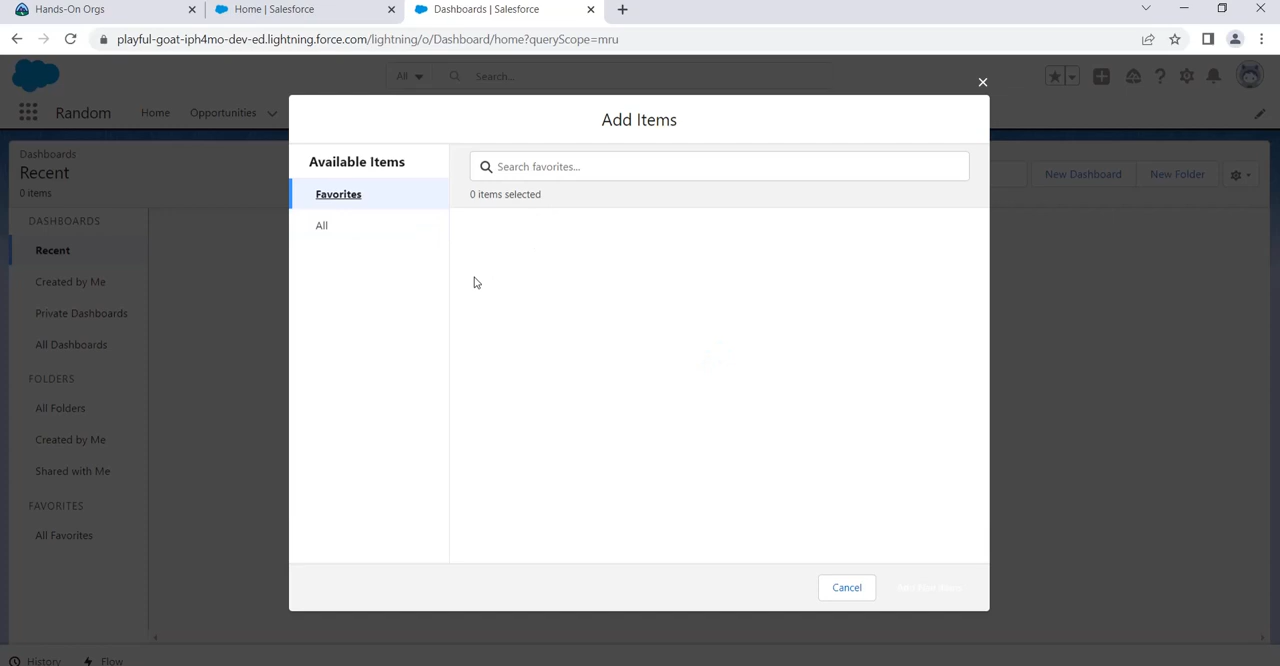 Hands-On Orgs
Home | Salesforce
Dashboards | Salesforce
playful-goat-iph4mo-dev-ed.lightning.force.com/lightning/o/Dashboard/home?queryScope=mru
All
Search...
Random
Home
Opportunities
Add Items
Dashboards
Recent
0 items
New Dashboard
New Folder
Available Items
Favorites
All
Search favorites...
0 items selected
DASHBOARDS
Recent
Created by Me
Private Dashboards
All Dashboards
FOLDERS
All Folders
Created by Me
Shared with Me
FAVORITES
All Favorites
Cancel
History
Flow